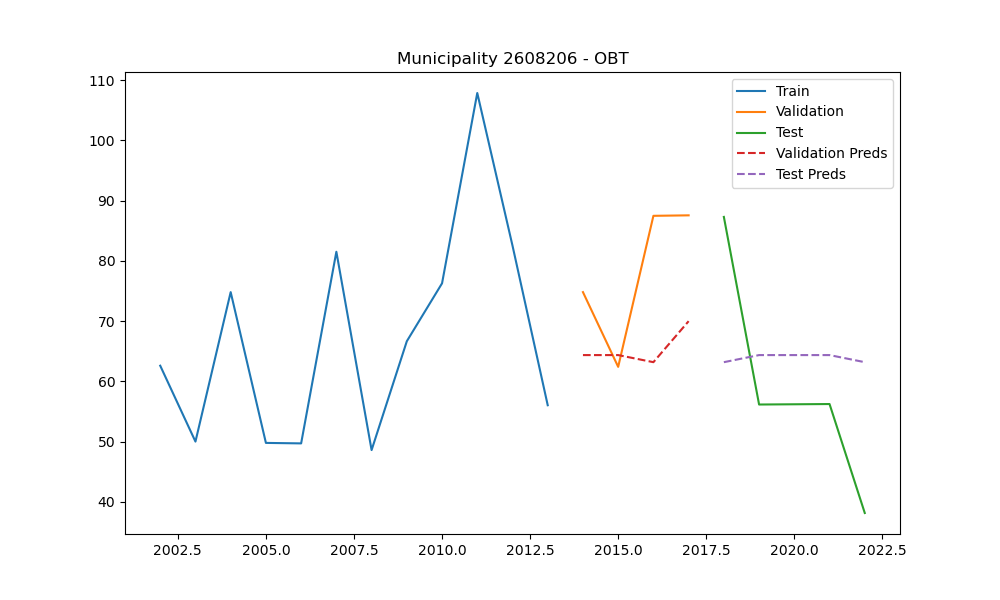 Municipality 2608206 - OBT
110
100
90
80
70
60
50
40
Train
Validation
Test
Validation Preds
Test Preds
2002.5 2005.0 2007.5 2010.0 2012.5 2015.0 2017.5 2020.0 2022.5